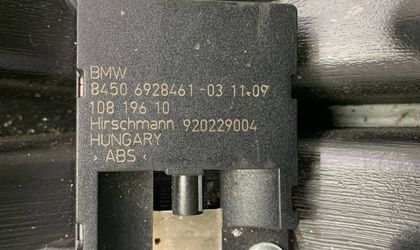 BMW
8450 6928461-03 11.09
108 196 10
Hirschmann 920229004
HUNGARY
> ABS <